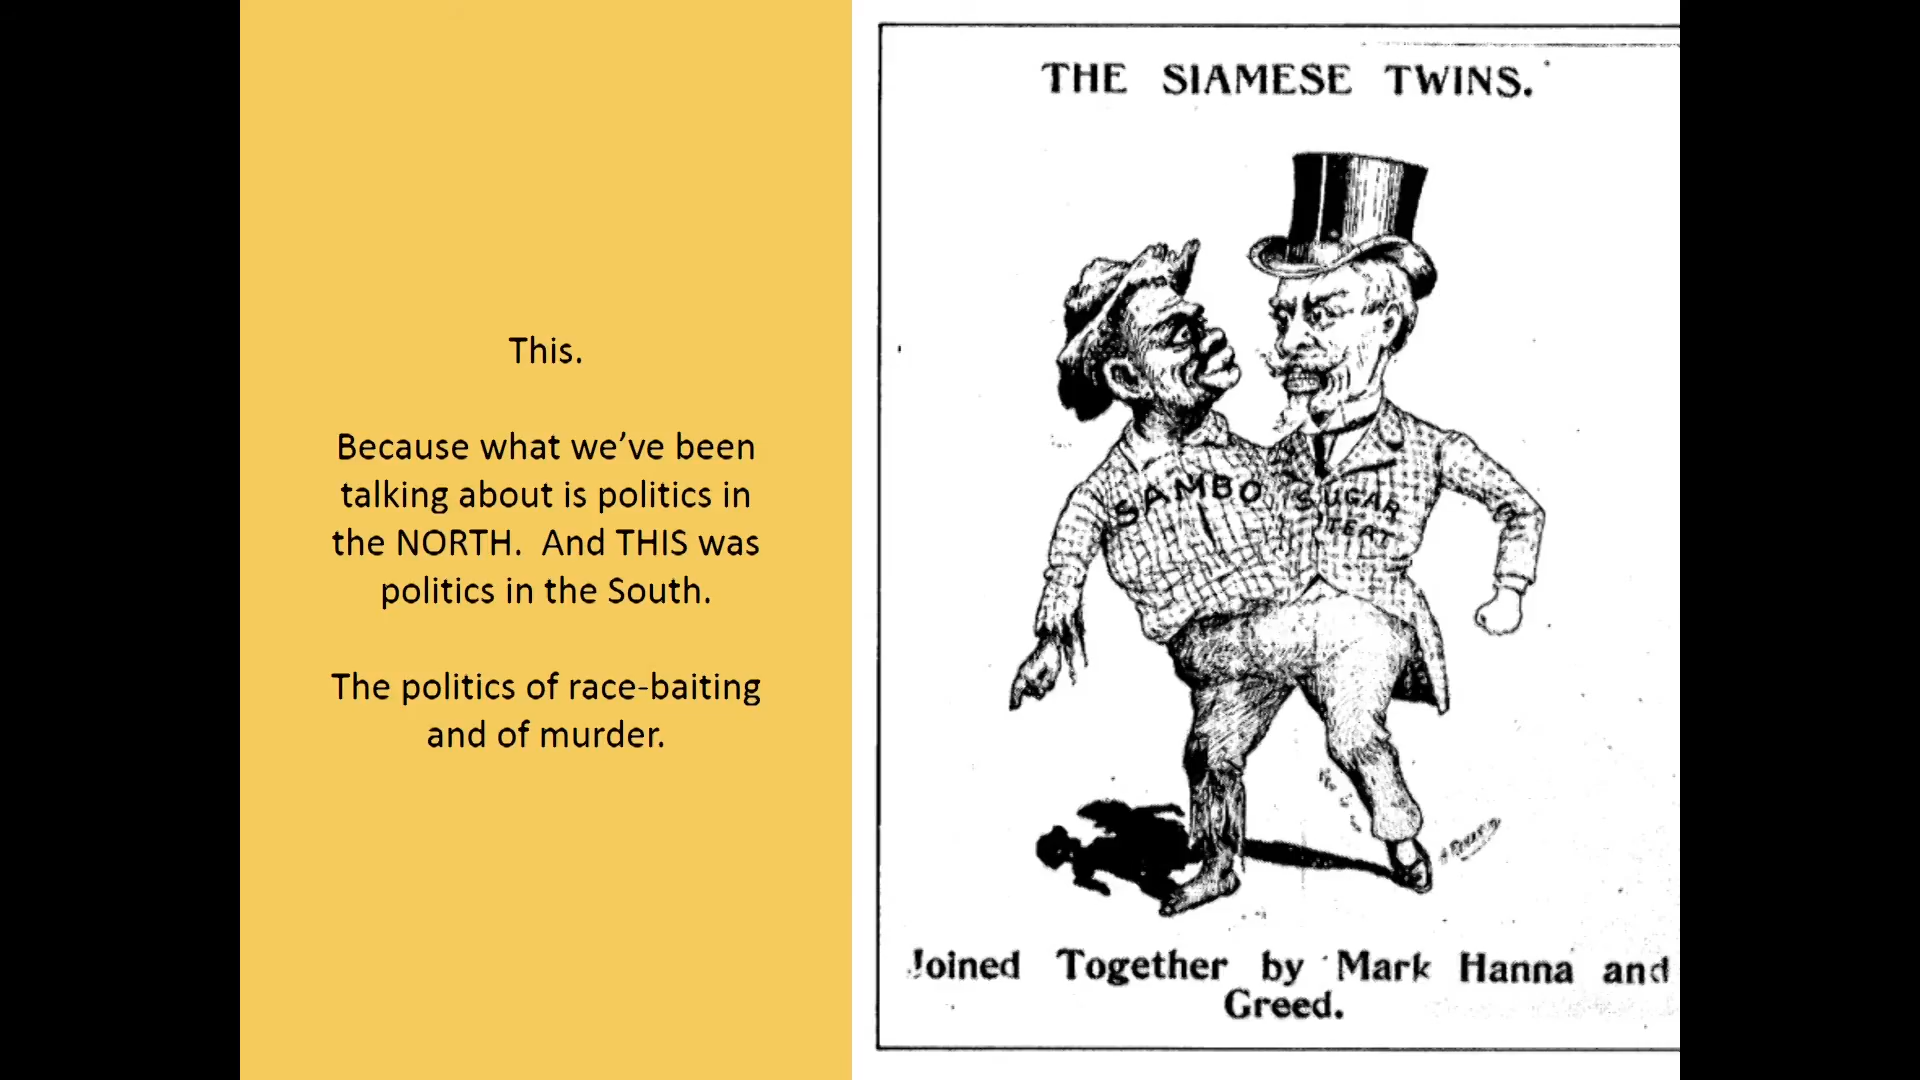 This.
Because what we’ve been
talking about is politics in
the NORTH.  And THIS was
politics in the South.
The politics of race-baiting
and of murder.
THE SIAMESE TWINS.
SAMBO
SUGAR
TEAT
Joined Together by Mark Hanna and
Greed.